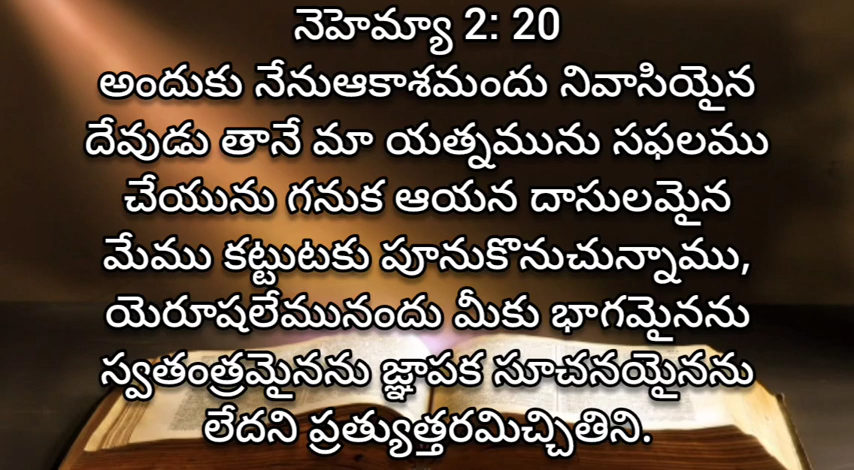 నెహెమ్యా 2: 20
అందుకు నేనుఆకాశమందు నివాసియైన
దేవుడు తానే మా యత్నమును సఫలము
చేయును గనుక ఆయన దాసులమైన
మేము కట్టుటకు పూనుకొనుచున్నాము,
యెరూషలేమునందు మీకు భాగమైనను
స్వతంత్రమైనను జ్ఞాపక సూచనయైనను
లేదని ప్రత్యుత్తరమిచ్చితిని.